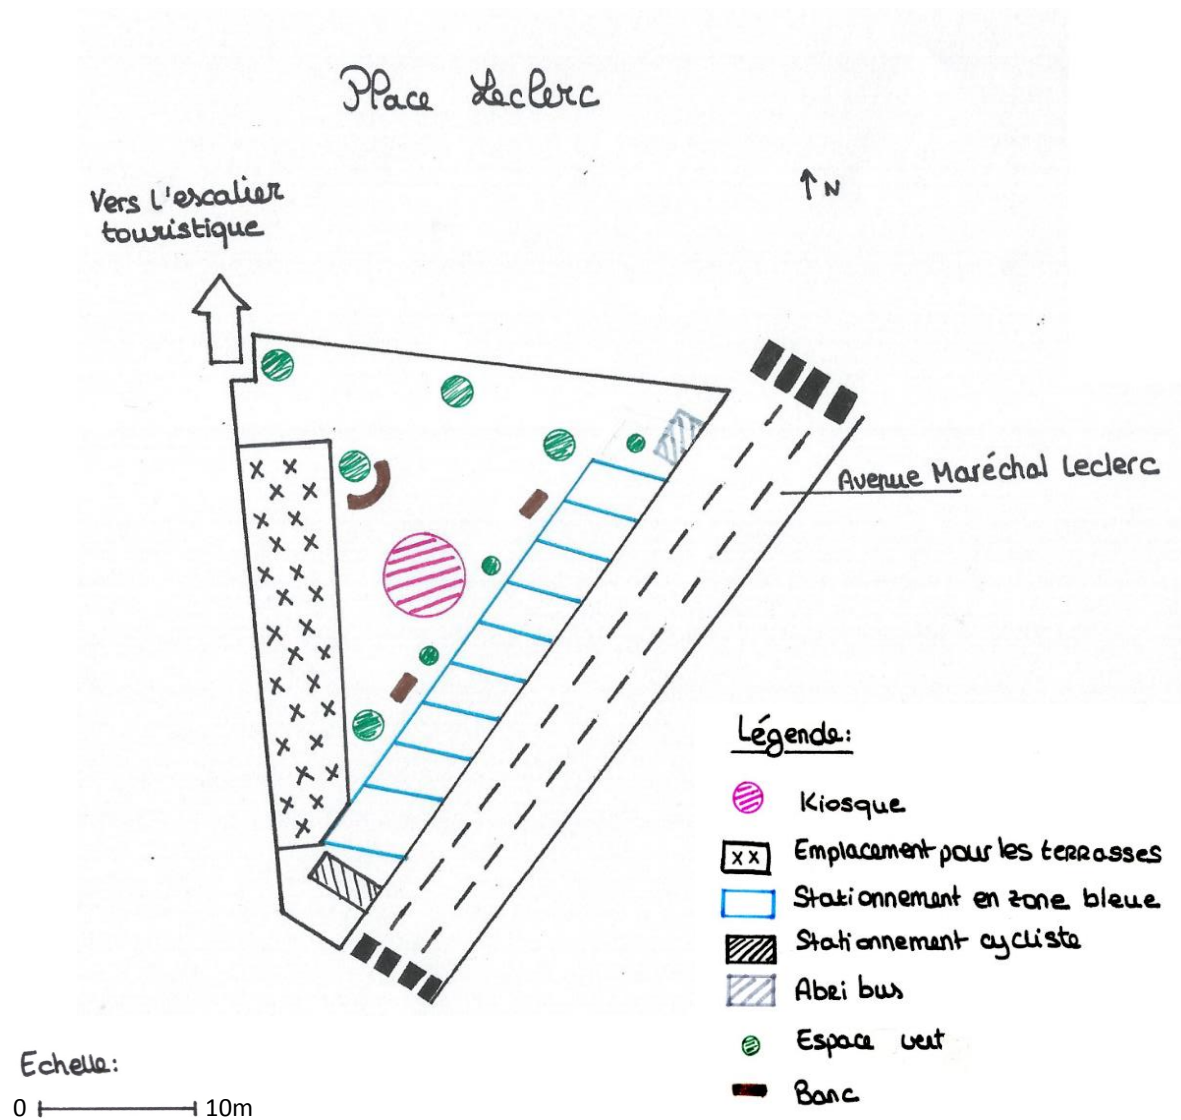 Place Leclerc
Vers l'escalier
touristique
N
Avenue Maréchal Leclerc
Légende:
Kiosque
xx Emplacement pour les terrasses
Stationnement en zone bleue
Stationnement cycliste
Abri bus
Espace vert
Banc
Echelle:
0 10m